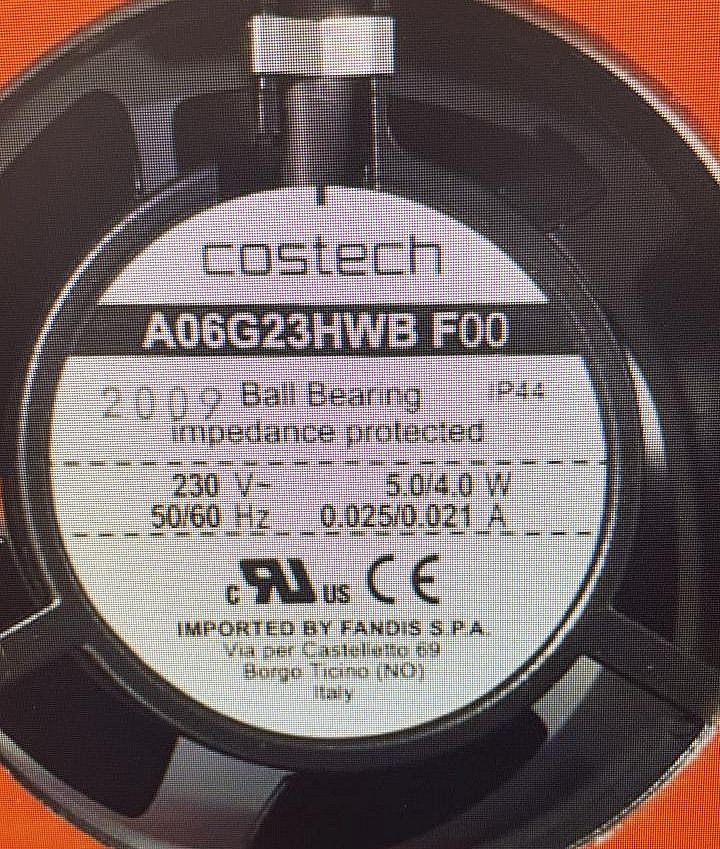 costech
A06G23HWB F00
2009 Ball Bearing IP44
impedance protected
230 V~ 5.0/4.0 W
50/60 Hz 0.025/0.021 A
c RU US CE
IMPORTED BY FANDIS S.P.A.
Via per Castelletto 69
Borgo Ticino (NO)
Italy